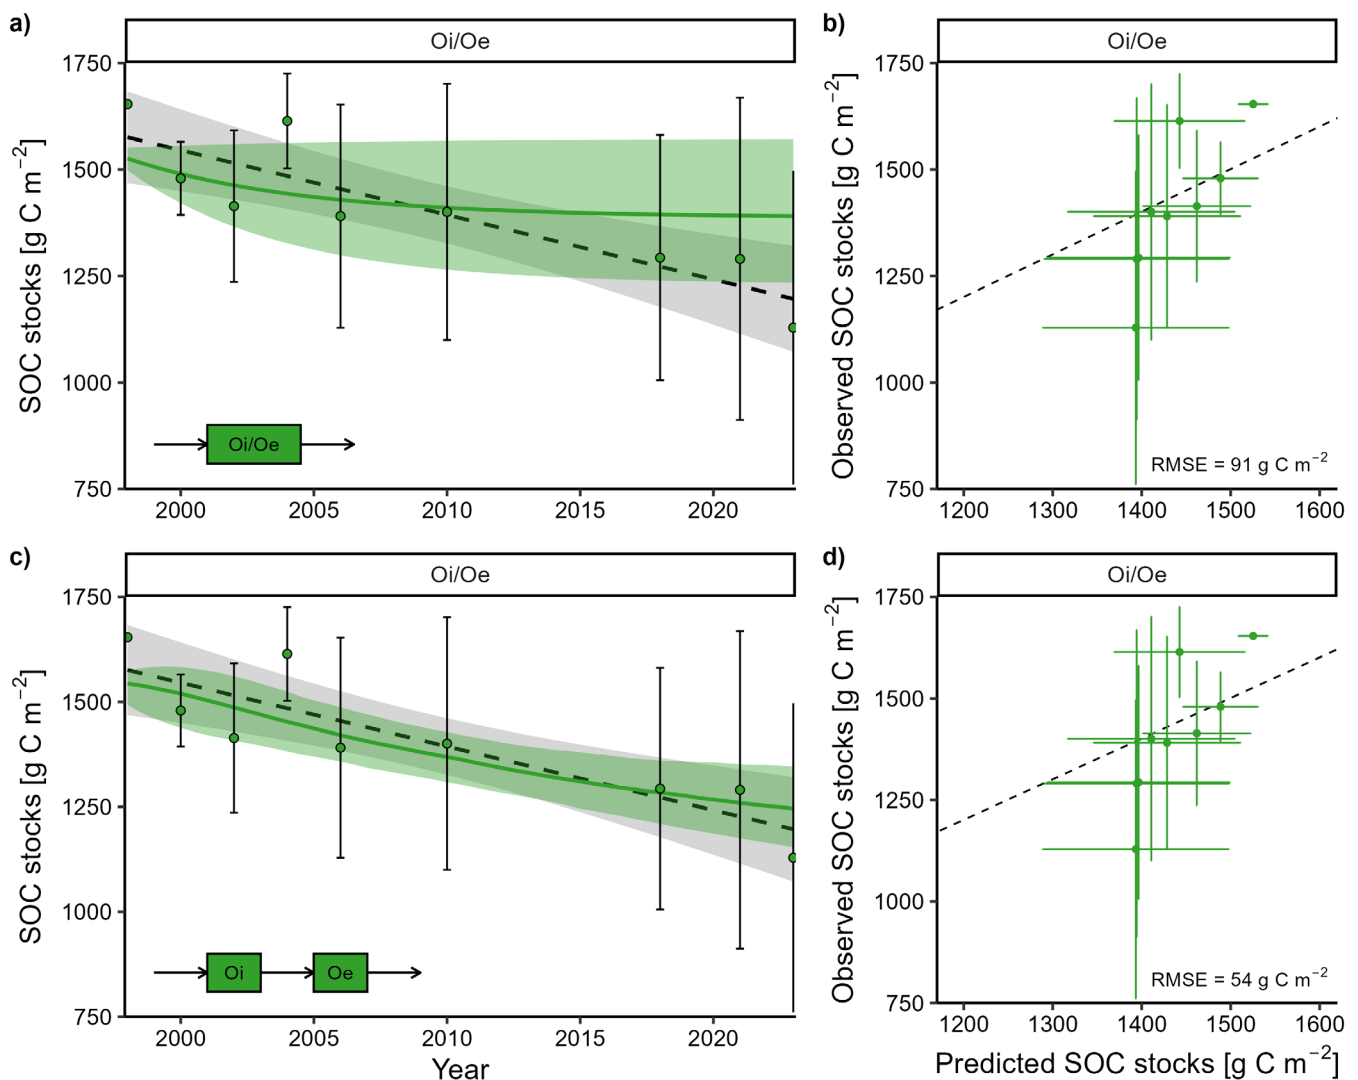 a)
Oi/Oe
SOC stocks [g C m⁻²]
1750
1500
1250
1000
750
Oi/Oe
2000 2005 2010 2015 2020
b)
Oi/Oe
Observed SOC stocks [g C m⁻²]
1750
1500
1250
1000
750
RMSE = 91 g C m⁻²
1200 1300 1400 1500 1600
c)
Oi/Oe
SOC stocks [g C m⁻²]
1750
1500
1250
1000
750
Oi Oe
2000 2005 2010 2015 2020
Year
d)
Oi/Oe
Observed SOC stocks [g C m⁻²]
1750
1500
1250
1000
750
RMSE = 54 g C m⁻²
1200 1300 1400 1500 1600
Predicted SOC stocks [g C m⁻²]